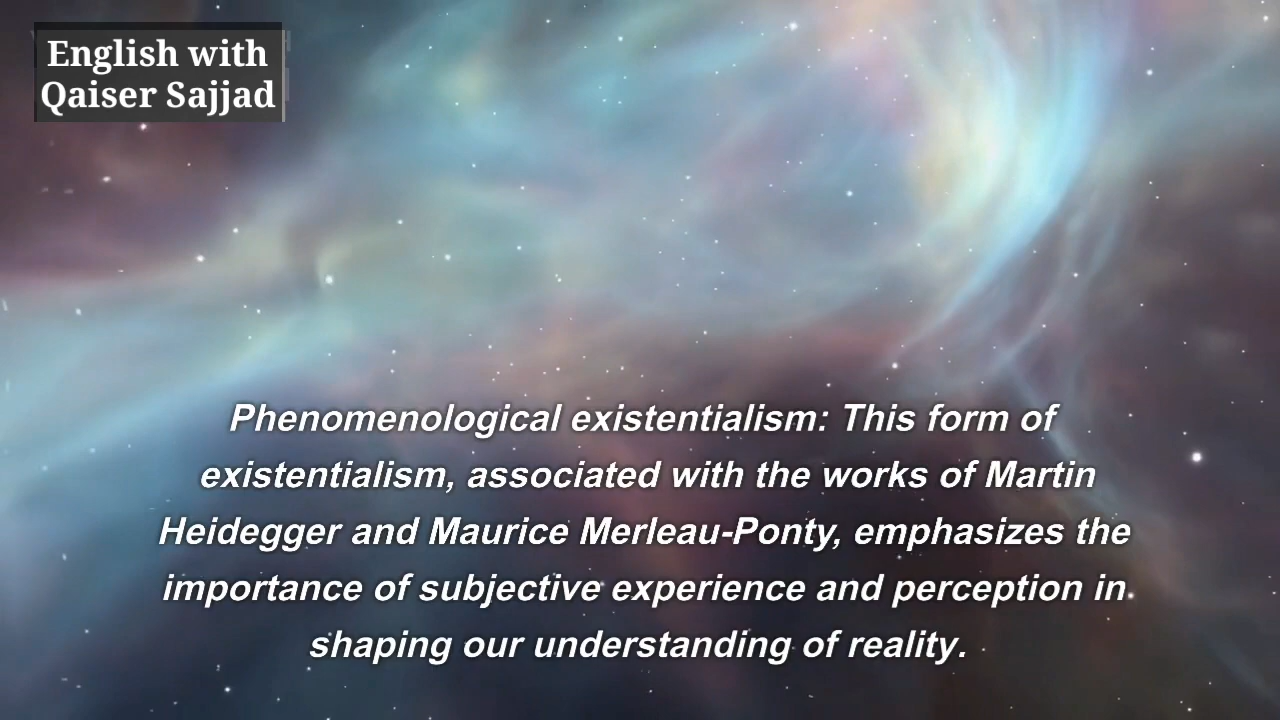 English with
Qaiser Sajjad
Phenomenological existentialism: This form of
existentialism, associated with the works of Martin
Heidegger and Maurice Merleau-Ponty, emphasizes the
importance of subjective experience and perception in
shaping our understanding of reality.